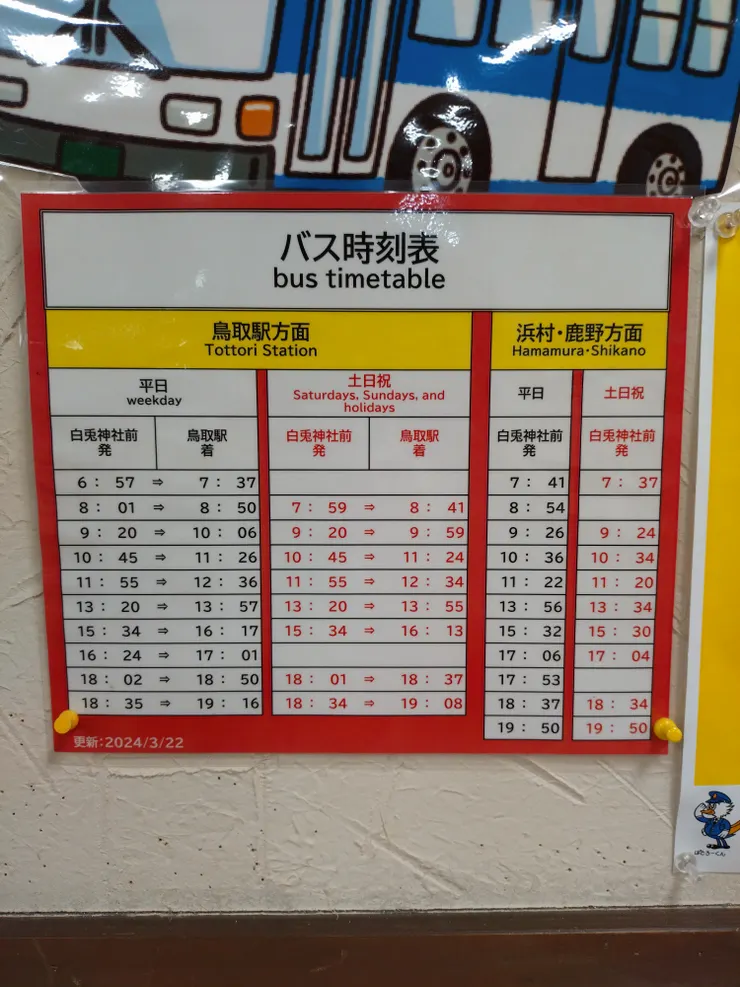 バス時刻表
bus timetable
鳥取駅方面
Tottori Station
平日
weekday
土日祝
Saturdays, Sundays, and
holidays
白兎神社前
発
鳥取駅
着
白兎神社前
発
鳥取駅
着
6 : 57 ⇒ 7 : 37
8 : 01 ⇒ 8 : 50 7 : 59 ⇒ 8 : 41
9 : 20 ⇒ 10 : 06 9 : 20 ⇒ 9 : 59
10 : 45 ⇒ 11 : 26 10 : 45 ⇒ 11 : 24
11 : 55 ⇒ 12 : 36 11 : 55 ⇒ 12 : 34
13 : 20 ⇒ 13 : 57 13 : 20 ⇒ 13 : 55
15 : 34 ⇒ 16 : 17 15 : 34 ⇒ 16 : 13
16 : 24 ⇒ 17 : 01
18 : 02 ⇒ 18 : 50 18 : 01 ⇒ 18 : 37
18 : 35 ⇒ 19 : 16 18 : 34 ⇒ 19 : 08
浜村・鹿野方面
Hamamura・Shikano
平日
土日祝
白兎神社前
発
白兎神社前
発
7 : 41 7 : 37
8 : 54
9 : 26 9 : 24
10 : 36 10 : 34
11 : 22 11 : 20
13 : 56 13 : 34
15 : 32 15 : 30
17 : 06 17 : 04
17 : 53
18 : 37 18 : 34
19 : 50 19 : 50
更新:2024/3/22